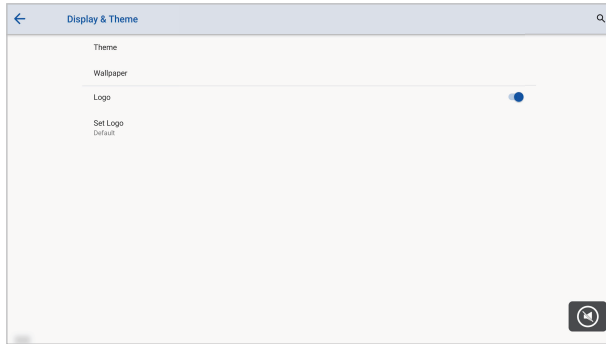 Display & Theme
Theme
Wallpaper
Logo
Set Logo
Default